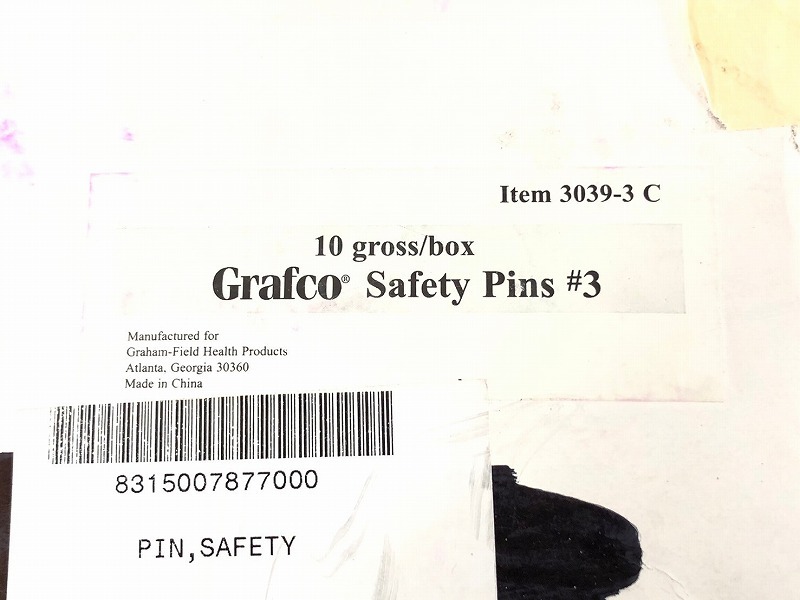 Item 3039-3 C
10 gross/box
Grafco® Safety Pins #3
Manufactured for
Graham-Field Health Products
Atlanta, Georgia 30360
Made in China
8315007877000
PIN,SAFETY